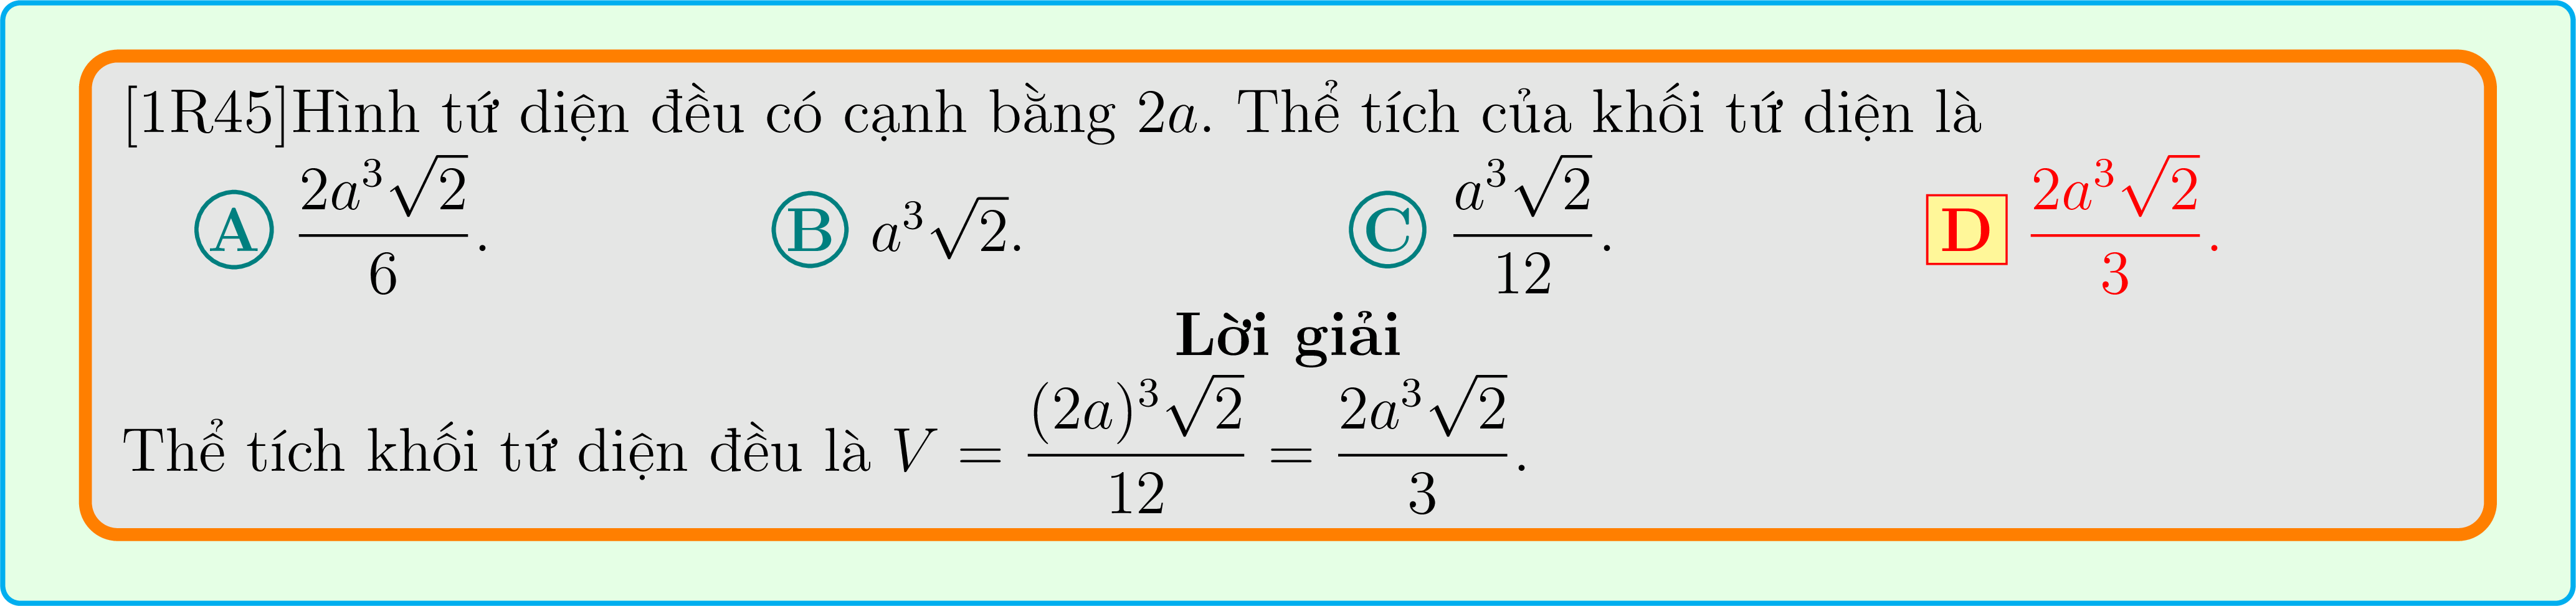 [1R45]Hình tứ diện đều có cạnh bằng 2a. Thể tích của khối tứ diện là
A $\frac{2a^3\sqrt{2}}{6}$. B $a^3\sqrt{2}$. C $\frac{a^3\sqrt{2}}{12}$. D $\frac{2a^3\sqrt{2}}{3}$.
Lời giải
Thể tích khối tứ diện đều là $V = \frac{(2a)^3\sqrt{2}}{12} = \frac{2a^3\sqrt{2}}{3}$.